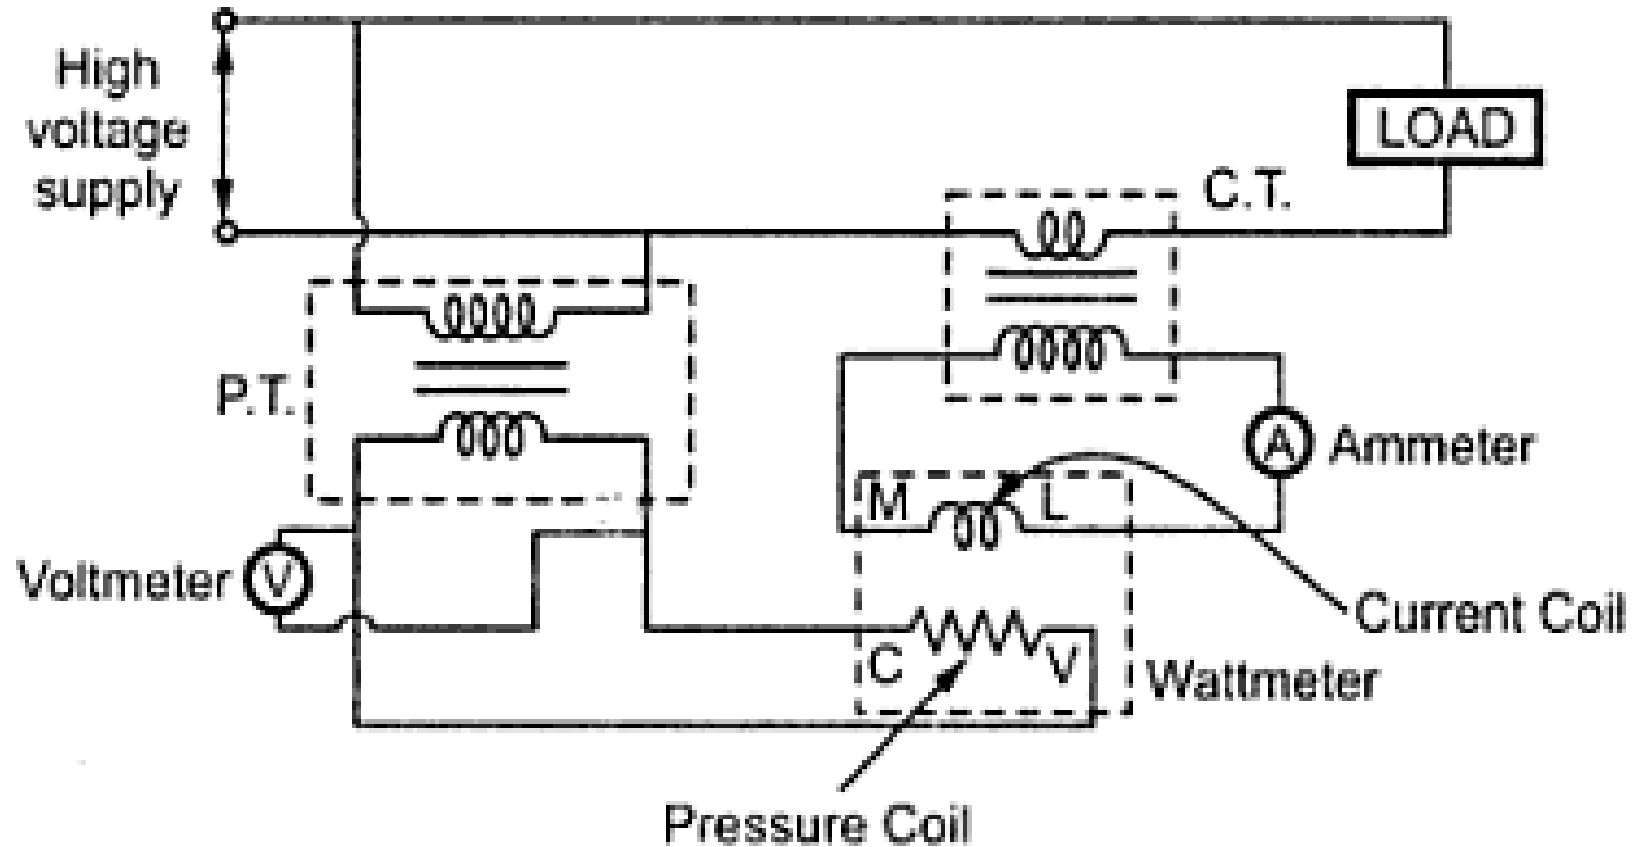 High
voltage
supply
LOAD
C.T.
P.T.
A Ammeter
M L
Voltmeter V
Current Coil
C V
Wattmeter
Pressure Coil